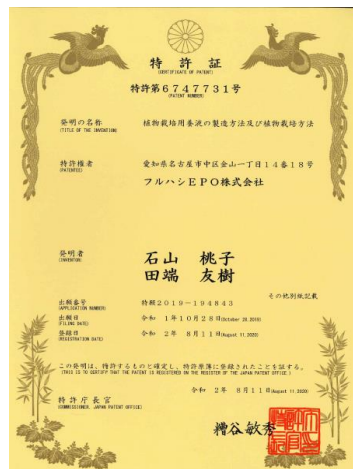 特許証
(CERTIFICATE OF PATENT)
特許第6747731号
(PATENT NUMBER)
発明の名称
(TITLE OF THE INVENTION)
植物栽培用養液の製造方法及び植物栽培方法
特許権者
(PATENTEE)
愛知県名古屋市中区金山一丁目14番18号
フルハシEPO株式会社
発明者
(INVENTOR)
石山 桃子
田端 友樹
その他別紙記載
出願番号
(APPLICATION NUMBER)
特願2019-194843
出願日
(FILING DATE)
令和 1年10月28日(October 28,2019)
登録日
(REGISTRATION DATE)
令和 2年 8月11日(August 11,2020)
この発明は、特許するものと確定し、特許原簿に登録されたことを証する。
(THIS IS TO CERTIFY THAT THE PATENT IS REGISTERED ON THE REGISTER OF THE JAPAN PATENT OFFICE.)
令和 2年 8月11日(August 11,2020)
特許庁長官
(COMMISSIONER, JAPAN PATENT OFFICE)
糟谷敏秀